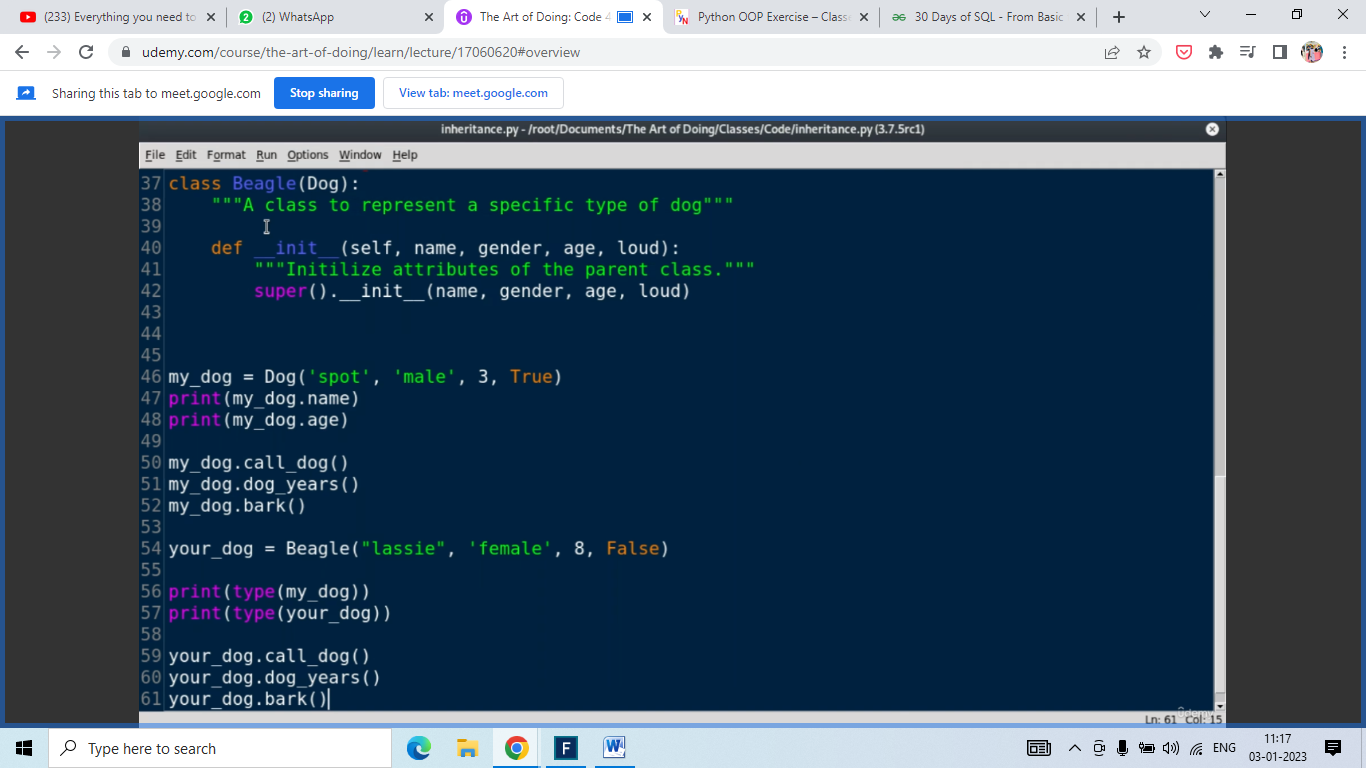 (233) Everything you need to
(2) WhatsApp
The Art of Doing: Code 4
Python OOP Exercise – Classe
30 Days of SQL - From Basic
udemy.com/course/the-art-of-doing/learn/lecture/17060620#overview
Sharing this tab to meet.google.com
Stop sharing
View tab: meet.google.com
inheritance.py - /root/Documents/The Art of Doing/Classes/Code/inheritance.py (3.7.5rc1)
File Edit Format Run Options Window Help
37 class Beagle(Dog):
38     """A class to represent a specific type of dog"""
39
40     def __init__(self, name, gender, age, loud):
41         """Initilize attributes of the parent class."""
42         super().__init__(name, gender, age, loud)
43
44
45
46 my_dog = Dog('spot', 'male', 3, True)
47 print(my_dog.name)
48 print(my_dog.age)
49
50 my_dog.call_dog()
51 my_dog.dog_years()
52 my_dog.bark()
53
54 your_dog = Beagle("lassie", 'female', 8, False)
55
56 print(type(my_dog))
57 print(type(your_dog))
58
59 your_dog.call_dog()
60 your_dog.dog_years()
61 your_dog.bark()
Udemy
Ln: 61 Col: 15
Type here to search
ENG
11:17
03-01-2023